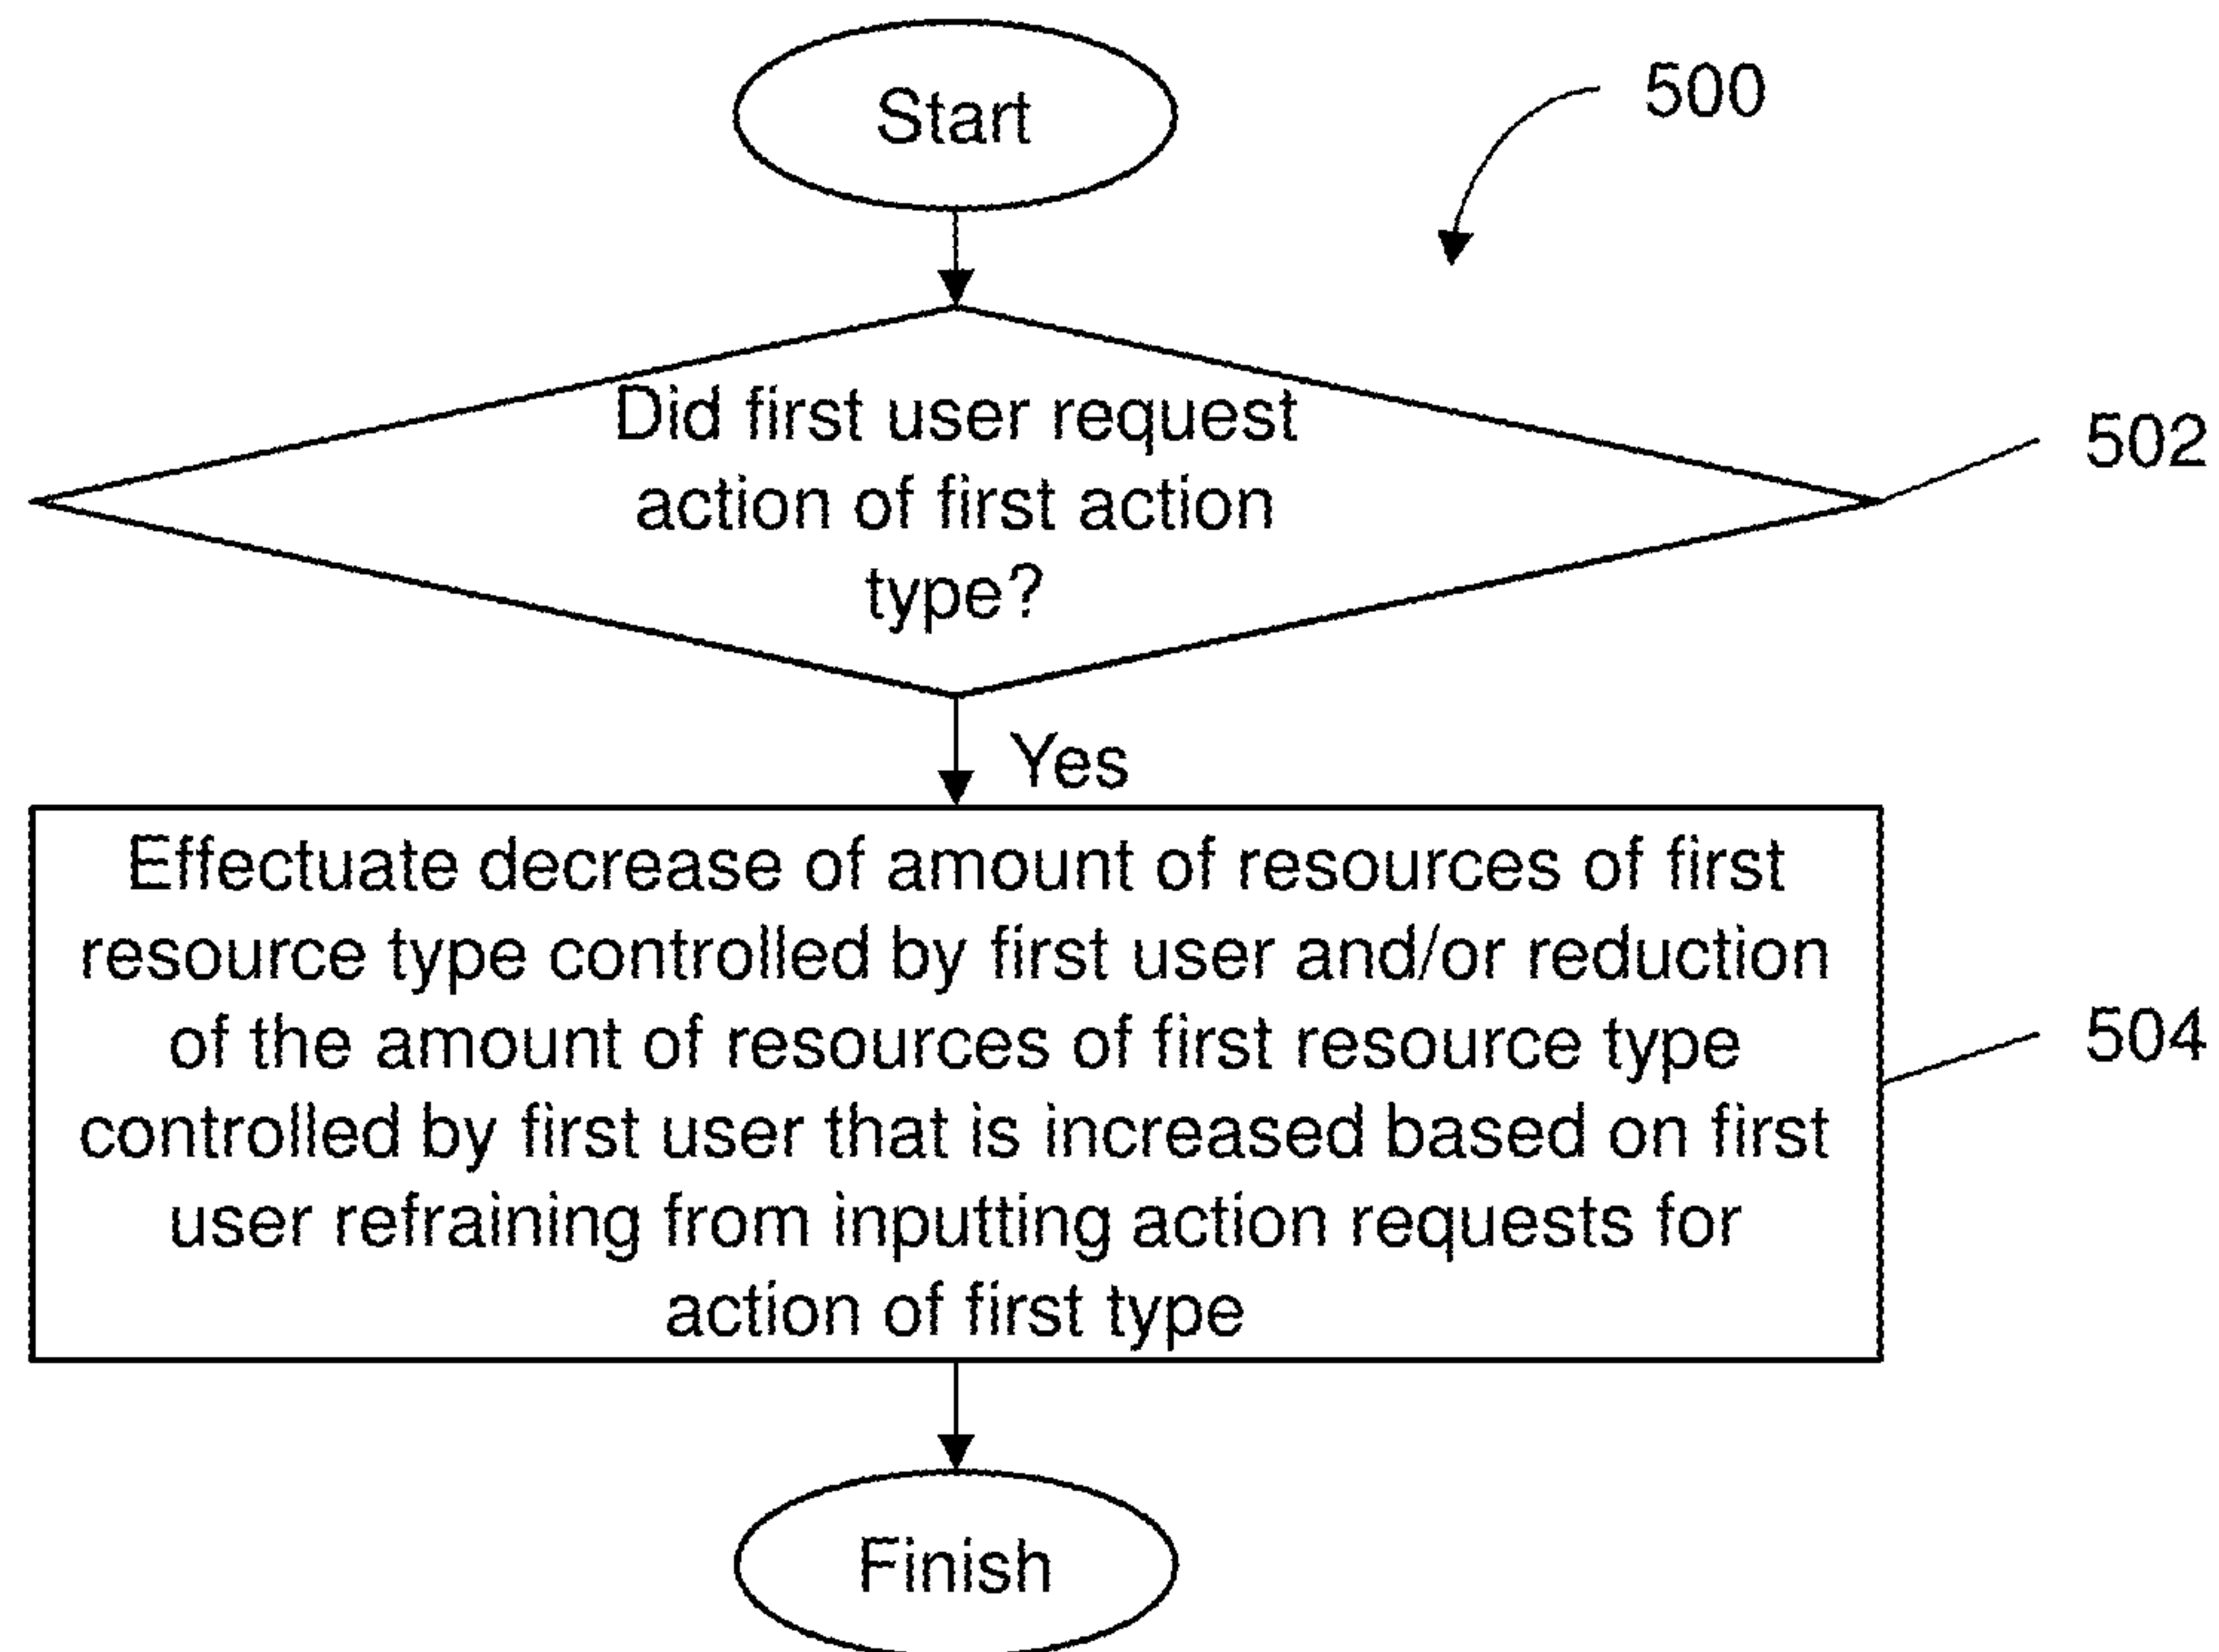 Start
500
Did first user request
action of first action
type?
502
Yes
Effectuate decrease of amount of resources of first
resource type controlled by first user and/or reduction
of the amount of resources of first resource type
controlled by first user that is increased based on first
user refraining from inputting action requests for
action of first type
504
Finish